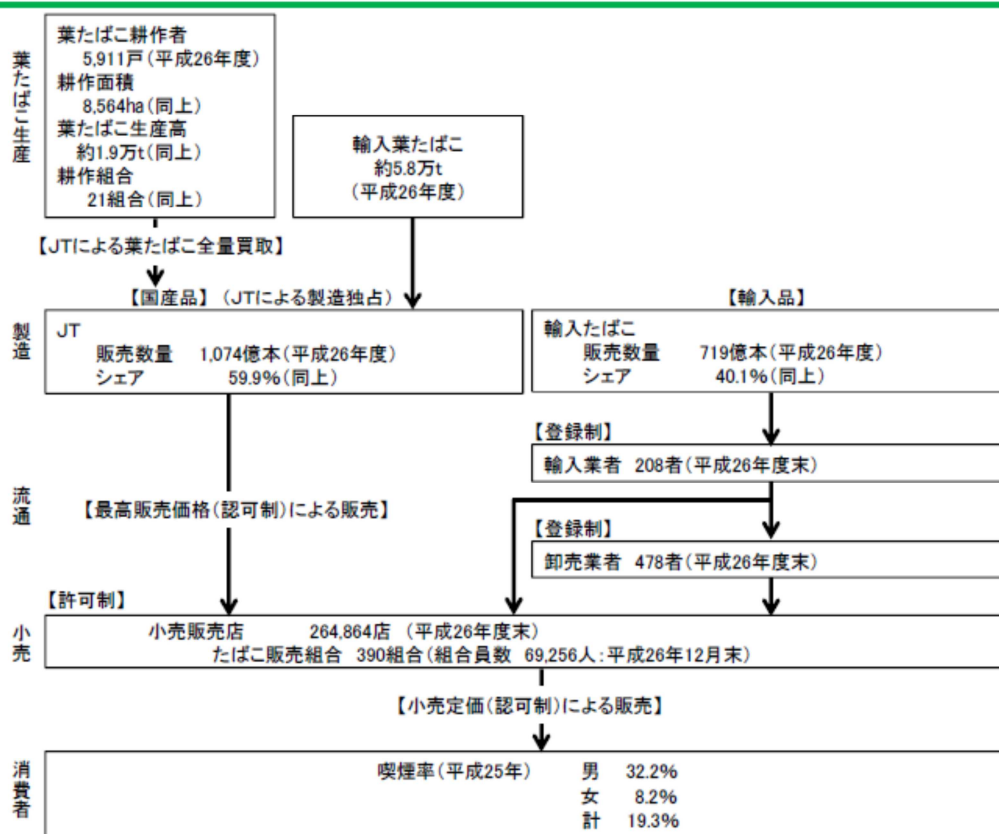 葉たばこ生産
葉たばこ耕作者
5,911戸(平成26年度)
耕作面積
8,564ha(同上)
葉たばこ生産高
約1.9万t(同上)
耕作組合
21組合(同上)
輸入葉たばこ
約5.8万t
(平成26年度)
【JTによる葉たばこ全量買取】
【国産品】(JTによる製造独占)
【輸入品】
製造
JT
販売数量 1,074億本(平成26年度)
シェア 59.9%(同上)
輸入たばこ
販売数量 719億本(平成26年度)
シェア 40.1%(同上)
【登録制】
輸入業者 208者(平成26年度末)
流通
【最高販売価格(認可制)による販売】
【登録制】
卸売業者 478者(平成26年度末)
【許可制】
小売
小売販売店 264,864店 (平成26年度末)
たばこ販売組合 390組合(組合員数 69,256人:平成26年12月末)
【小売定価(認可制)による販売】
消費者
喫煙率(平成25年) 男 32.2%
女 8.2%
計 19.3%